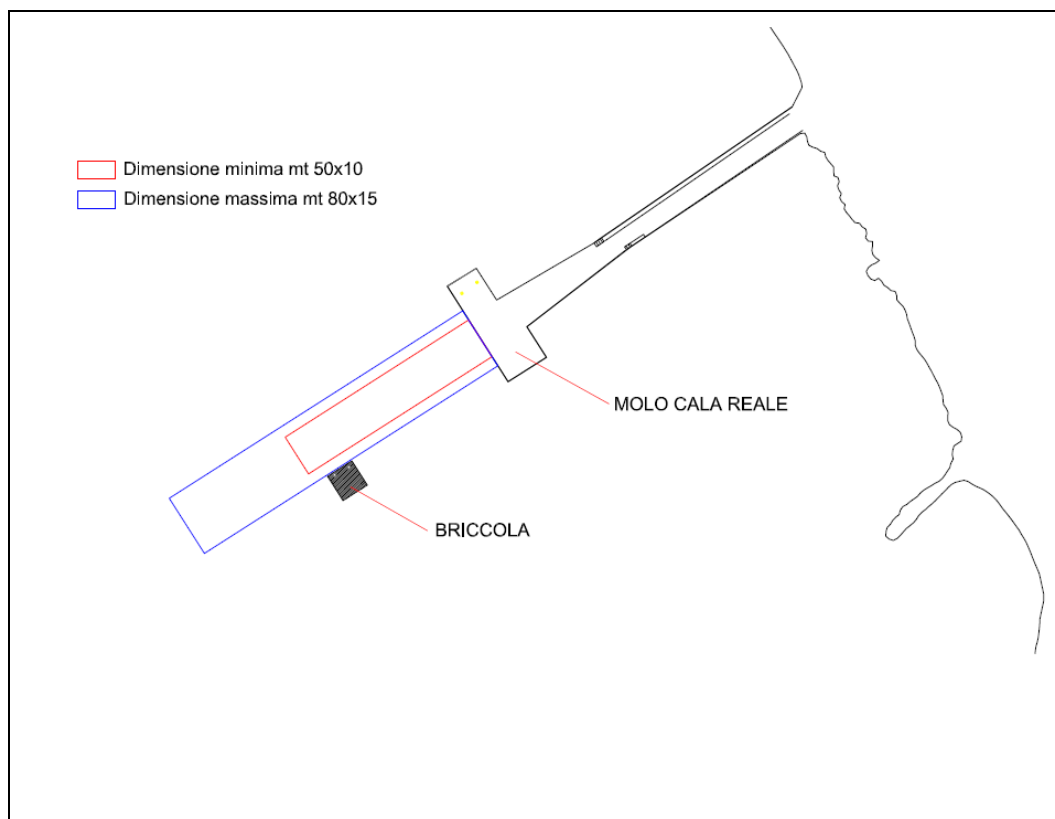 Dimensione minima mt 50x10
Dimensione massima mt 80x15
MOLO CALA REALE
BRICCOLA